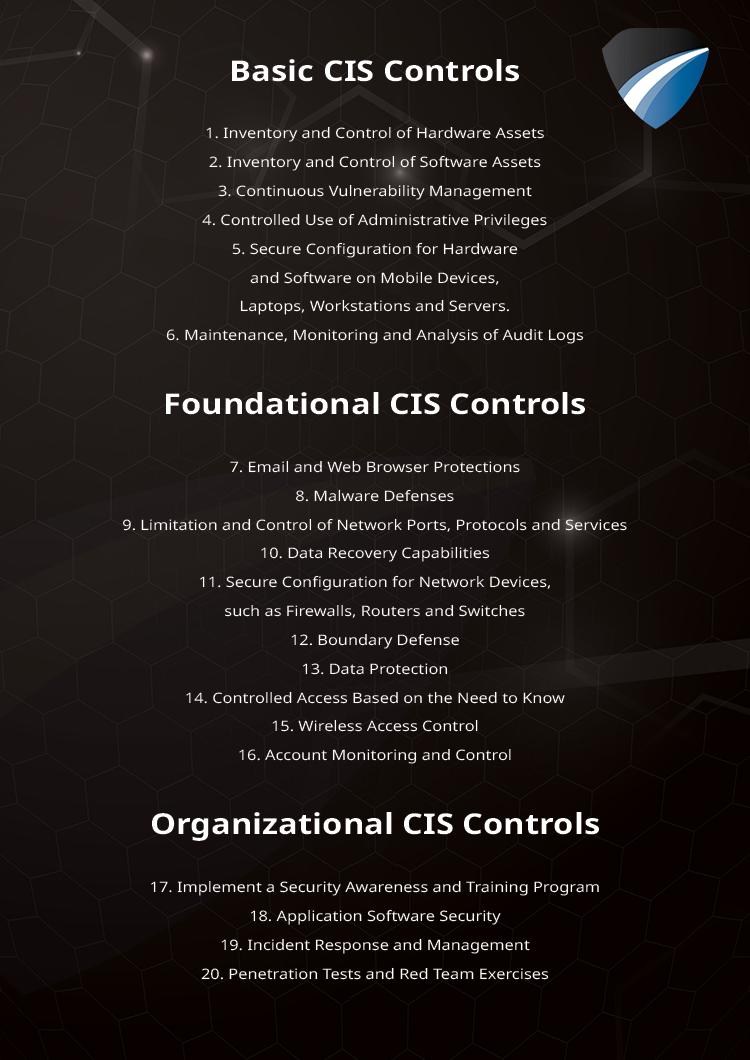 Basic CIS Controls
1. Inventory and Control of Hardware Assets
2. Inventory and Control of Software Assets
3. Continuous Vulnerability Management
4. Controlled Use of Administrative Privileges
5. Secure Configuration for Hardware
and Software on Mobile Devices,
Laptops, Workstations and Servers.
6. Maintenance, Monitoring and Analysis of Audit Logs
Foundational CIS Controls
7. Email and Web Browser Protections
8. Malware Defenses
9. Limitation and Control of Network Ports, Protocols and Services
10. Data Recovery Capabilities
11. Secure Configuration for Network Devices,
such as Firewalls, Routers and Switches
12. Boundary Defense
13. Data Protection
14. Controlled Access Based on the Need to Know
15. Wireless Access Control
16. Account Monitoring and Control
Organizational CIS Controls
17. Implement a Security Awareness and Training Program
18. Application Software Security
19. Incident Response and Management
20. Penetration Tests and Red Team Exercises